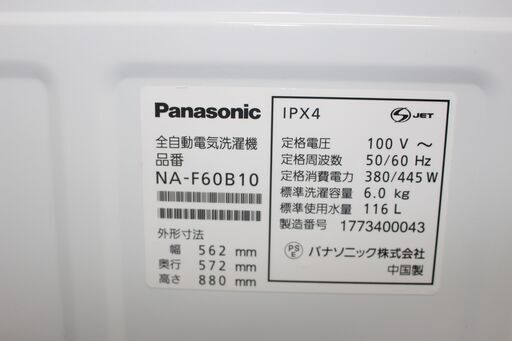 Panasonic
全自動電気洗濯機
品番
NA-F60B10
外形寸法
幅 562 mm
奥行 572 mm
高さ 880 mm
IPX4
S JET
定格電圧 100 V ～
定格周波数 50/60 Hz
定格消費電力 380/445 W
標準洗濯容量 6.0 kg
標準使用水量 116 L
製造番号 1773400043
PSE パナソニック株式会社
中国製